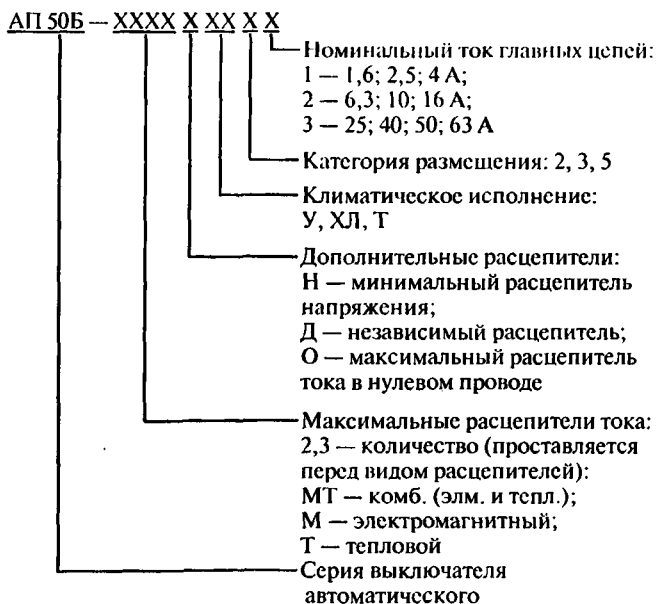 АП 50Б – ХХХХ Х ХХ Х Х
Номинальный ток главных цепей:
1 — 1,6; 2,5; 4 А;
2 — 6,3; 10; 16 А;
3 — 25; 40; 50; 63 А
Категория размещения: 2, 3, 5
Климатическое исполнение:
У, ХЛ, Т
Дополнительные расцепители:
Н — минимальный расцепитель
напряжения;
Д — независимый расцепитель;
О — максимальный расцепитель
тока в нулевом проводе
Максимальные расцепители тока:
2,3 — количество (проставляется
перед видом расцепителей):
МТ — комб. (элм. и тепл.);
М — электромагнитный;
Т — тепловой
Серия выключателя
автоматического